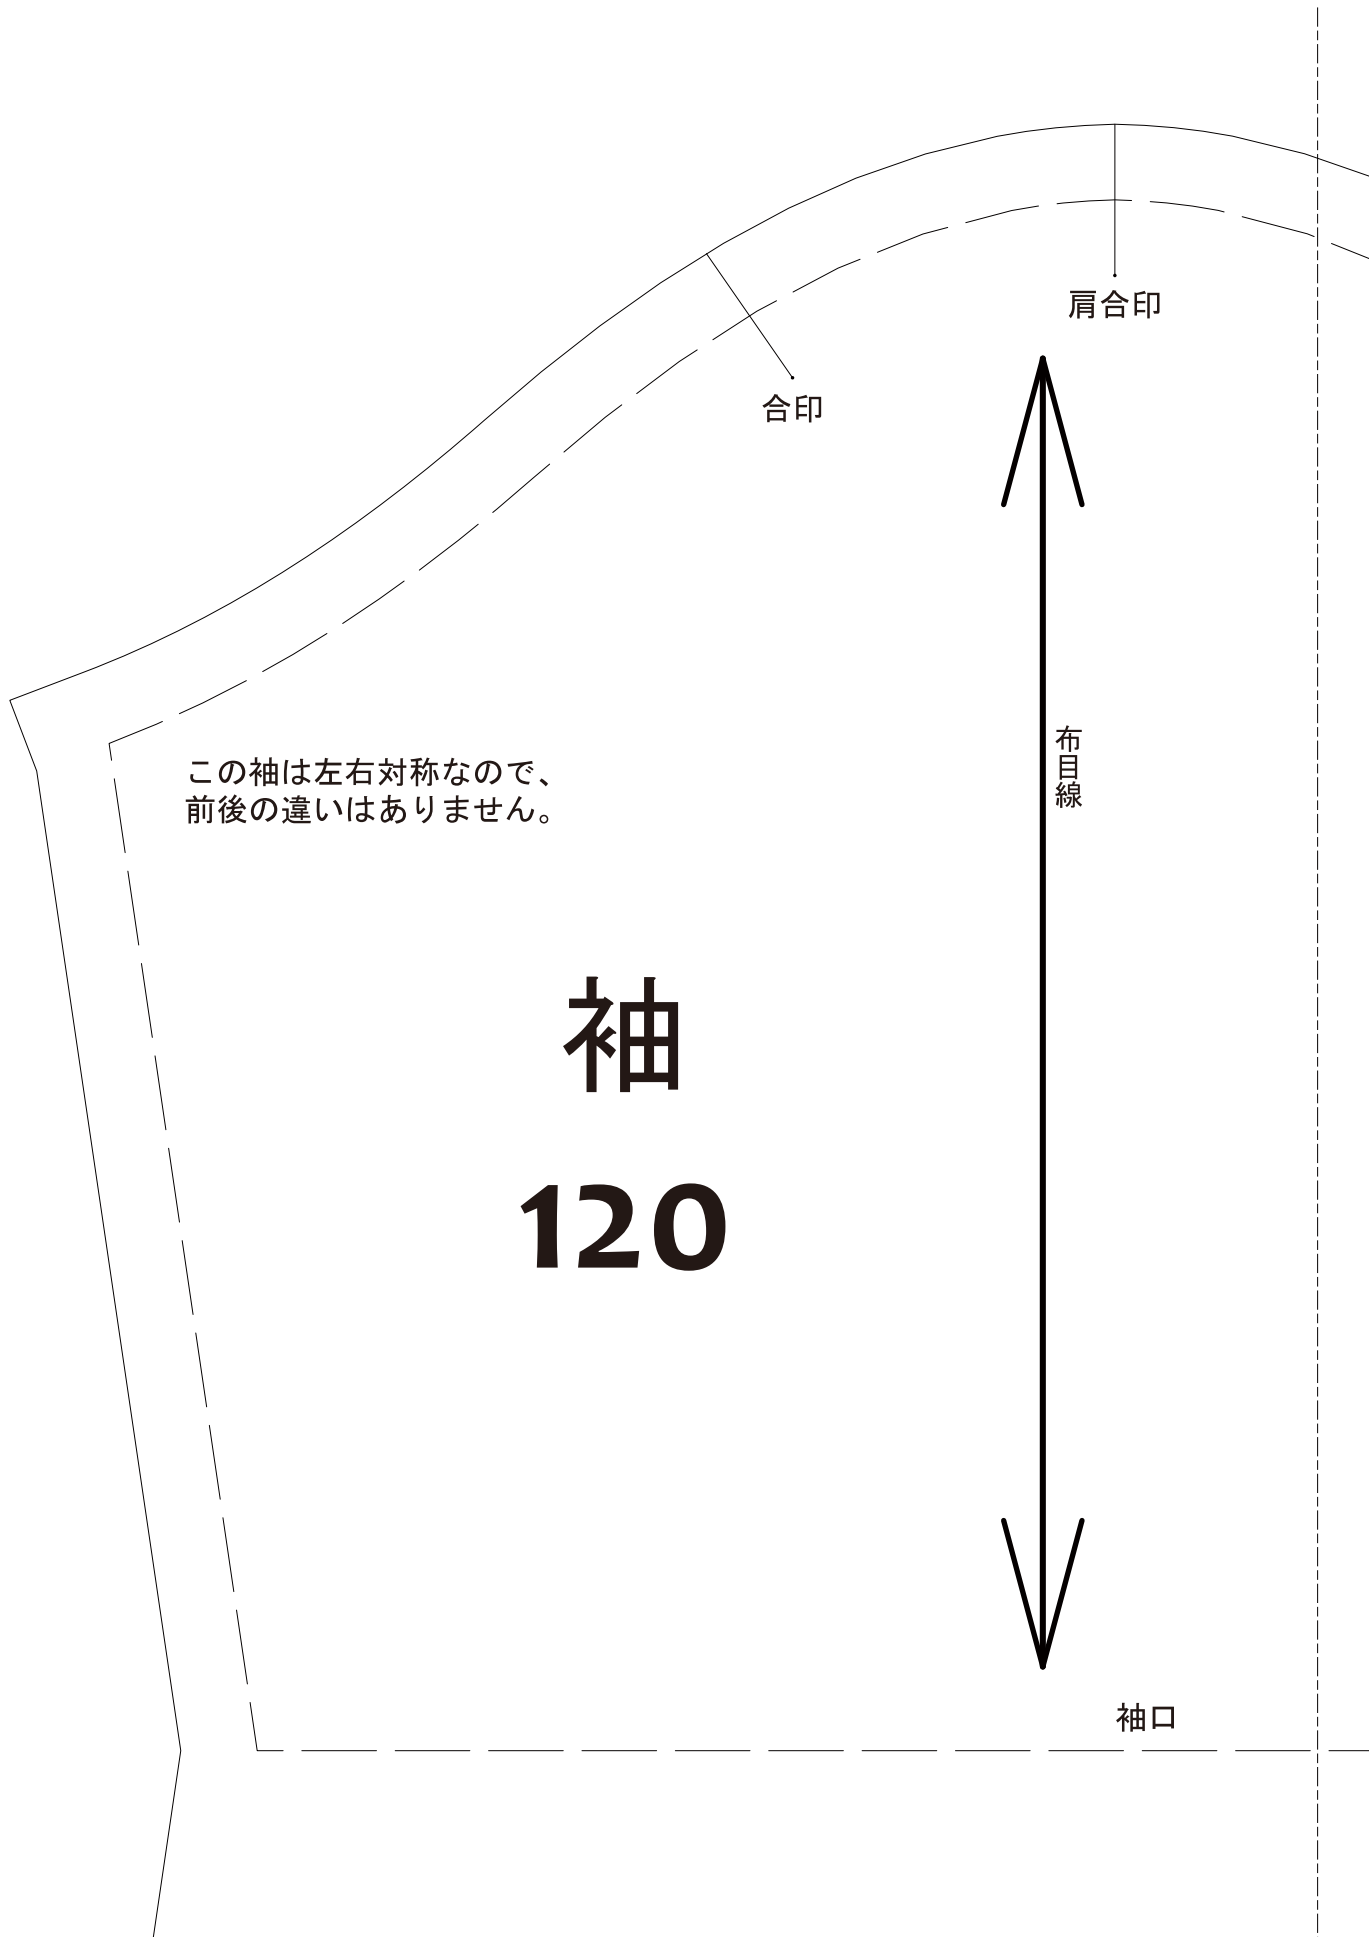 肩合印
合印
布目線
この袖は左右対称なので、
前後の違いはありません。
袖
120
袖口